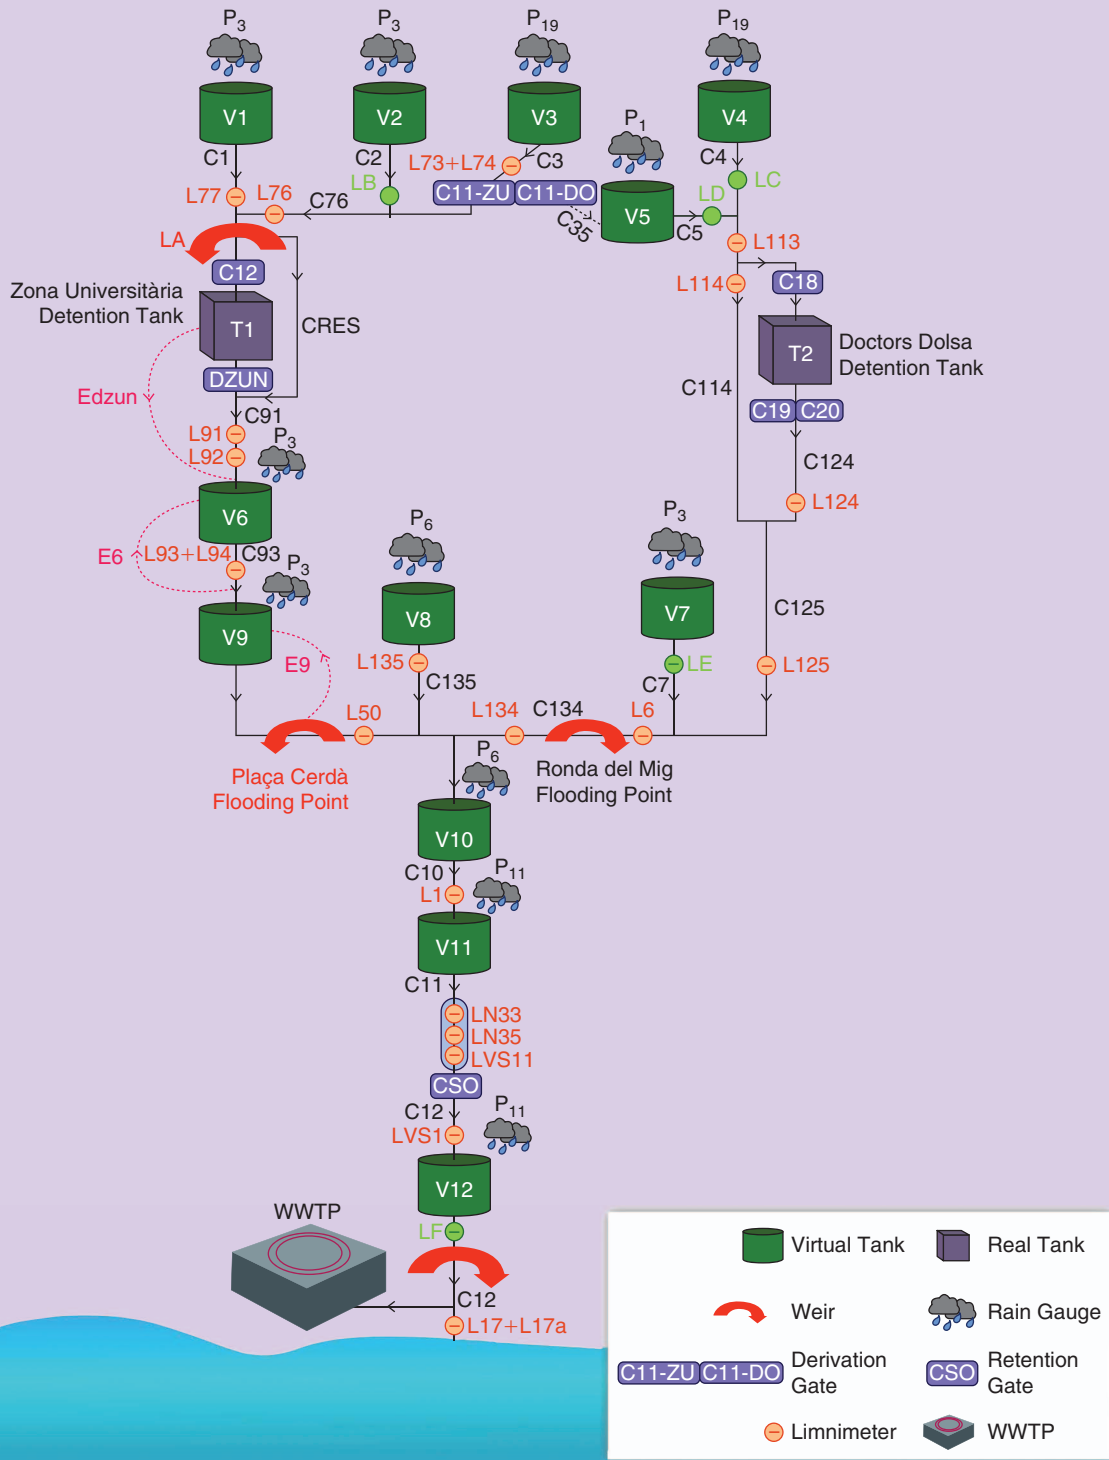 P3
P3
P19
P19
V1
V2
V3
V4
P1
C1
C2
L73+L74
C3
C4
LB
C11-ZU
C11-DO
LC
LD
L77
L76
C76
C35
V5
C5
LA
L113
C12
L114
C18
Zona Universitària
Detention Tank
T1
CRES
T2
Doctors Dolsa
Detention Tank
DZUN
Edzun
C114
C91
C19
C20
L91
P3
L92
C124
L124
V6
P6
P3
E6
L93+L94
C93
P3
V9
V8
V7
C125
E9
L135
LE
L125
C135
C7
L50
L134
C134
L6
Plaça Cerdà
Flooding Point
P6
Ronda del Mig
Flooding Point
V10
C10
P11
L1
V11
C11
LN33
LN35
LVS11
CSO
C12
P11
LVS1
V12
WWTP
LF
C12
L17+L17a
Virtual Tank
Real Tank
Weir
Rain Gauge
C11-ZU
C11-DO
Derivation
Gate
CSO
Retention
Gate
Limnimeter
WWTP